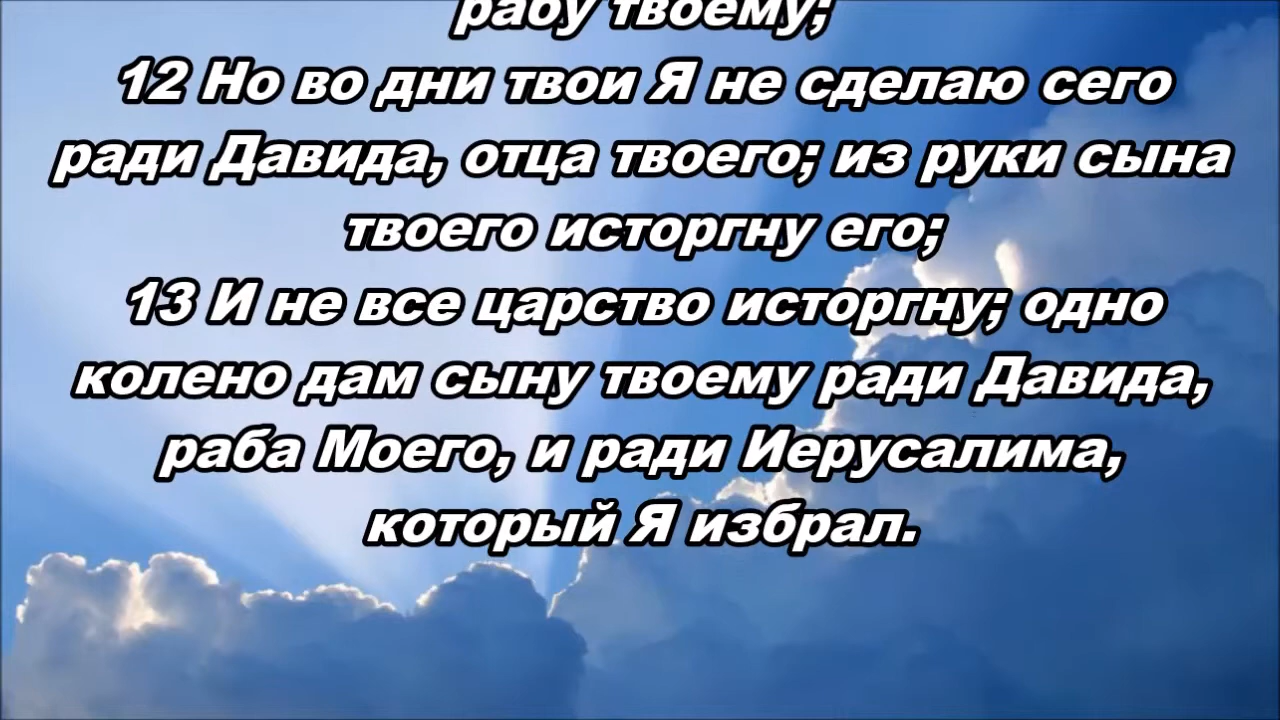 рабу твоему;
12 Но во дни твои Я не сделаю сего
ради Давида, отца твоего; из руки сына
твоего исторгну его;
13 И не все царство исторгну; одно
колено дам сыну твоему ради Давида,
раба Моего, и ради Иерусалима,
который Я избрал.